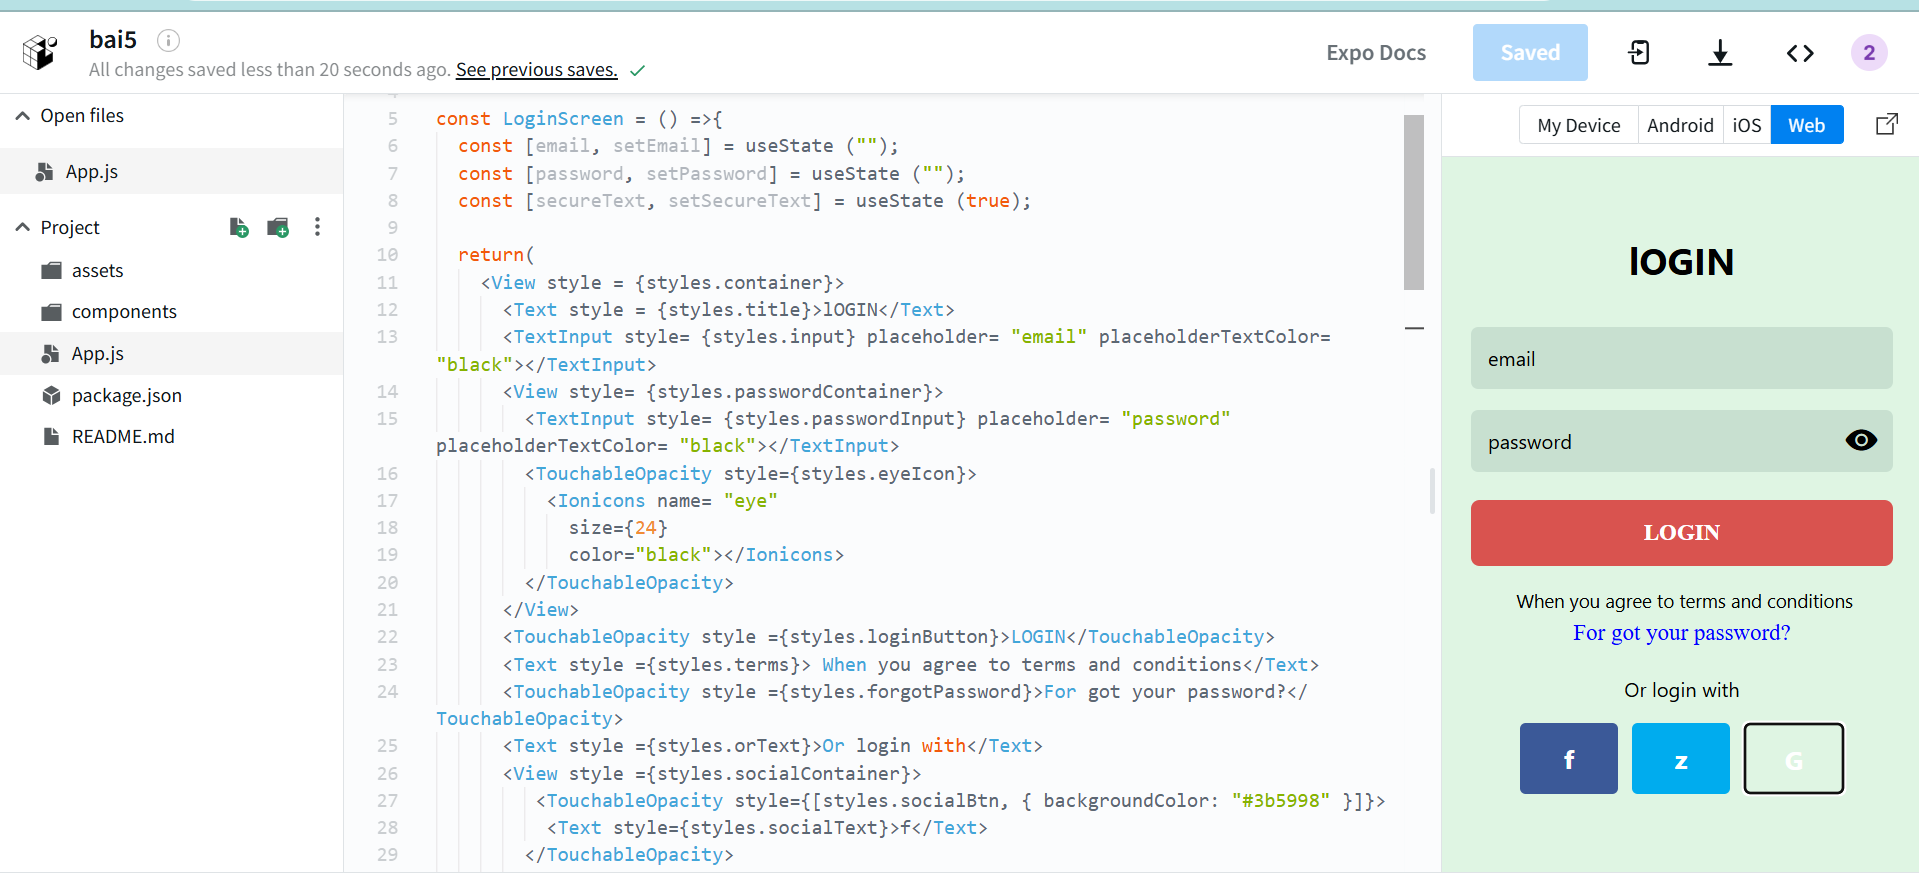 bai5
All changes saved less than 20 seconds ago. See previous saves.
Expo Docs
Saved
2
Open files
App.js
Project
assets
components
App.js
package.json
README.md
5 const LoginScreen = () =>{
6 const [email, setEmail] = useState ("");
7 const [password, setPassword] = useState ("");
8 const [secureText, setSecureText] = useState (true);
9
10 return(
11 <View style = {styles.container}>
12 <Text style = {styles.title}>lOGIN</Text>
13 <TextInput style= {styles.input} placeholder= "email" placeholderTextColor=
"black"></TextInput>
14 <View style= {styles.passwordContainer}>
15 <TextInput style= {styles.passwordInput} placeholder= "password"
placeholderTextColor= "black"></TextInput>
16 <TouchableOpacity style={styles.eyeIcon}>
17 <Ionicons name= "eye"
18 size={24}
19 color="black"></Ionicons>
20 </TouchableOpacity>
21 </View>
22 <TouchableOpacity style ={styles.loginButton}>LOGIN</TouchableOpacity>
23 <Text style ={styles.terms}> When you agree to terms and conditions</Text>
24 <TouchableOpacity style ={styles.forgotPassword}>For got your password?</
TouchableOpacity>
25 <Text style ={styles.orText}>Or login with</Text>
26 <View style ={styles.socialContainer}>
27 <TouchableOpacity style={[styles.socialBtn, { backgroundColor: "#3b5998" }]}>
28 <Text style={styles.socialText}>f</Text>
29 </TouchableOpacity>
My Device Android iOS Web
lOGIN
email
password
LOGIN
When you agree to terms and conditions
For got your password?
Or login with
f z G